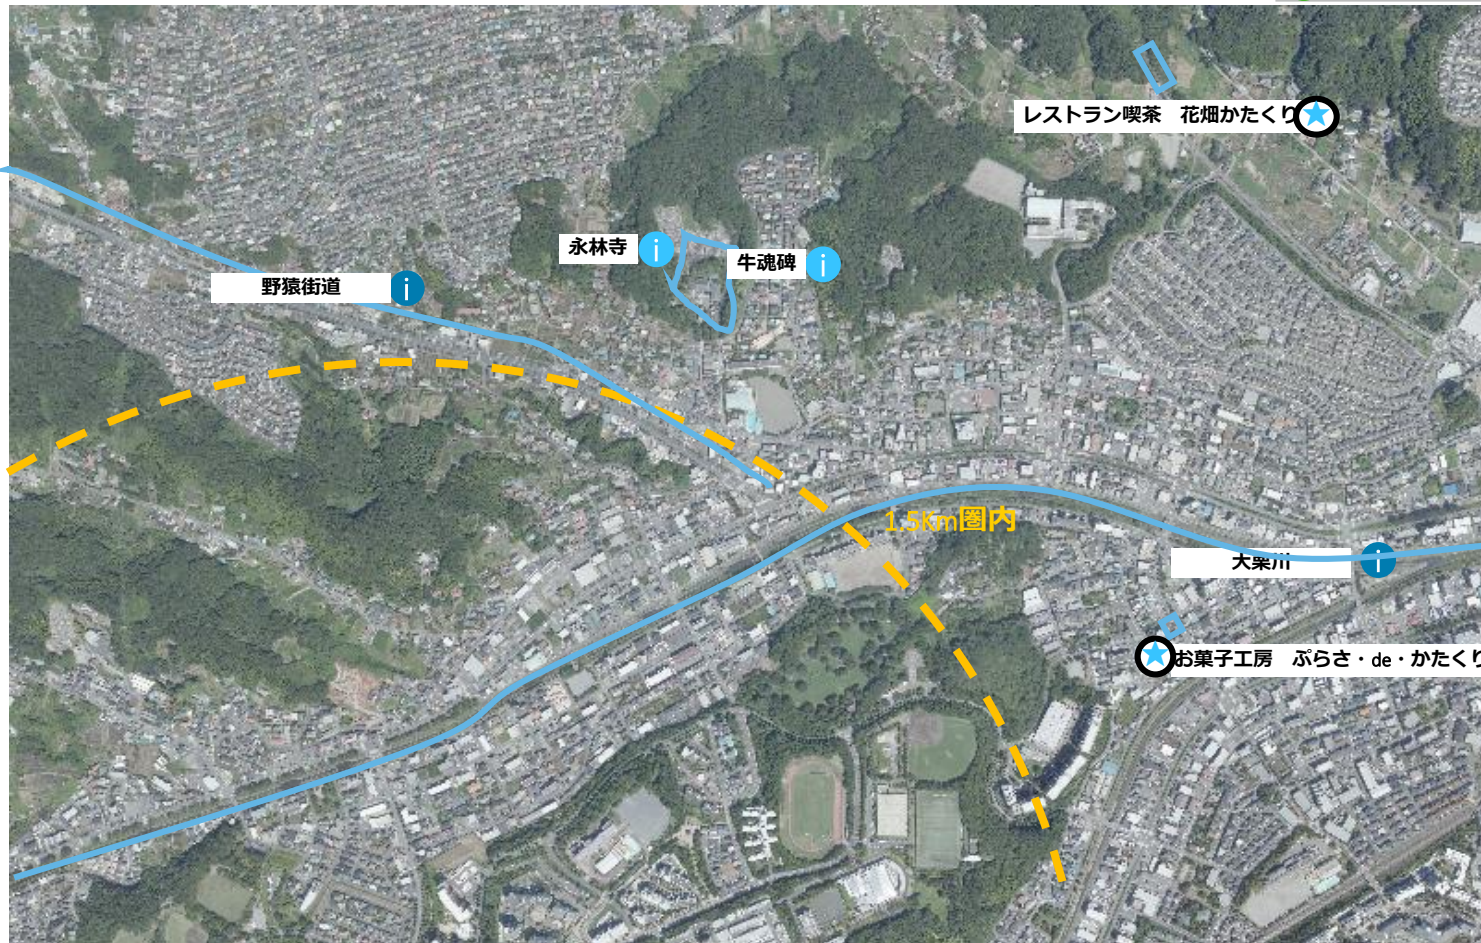 レストラン喫茶　花畑かたくり
永林寺
i
牛魂碑
i
野猿街道
i
1.5Km圏内
大栗川
i
お菓子工房　ぷらさ・de・かたくり